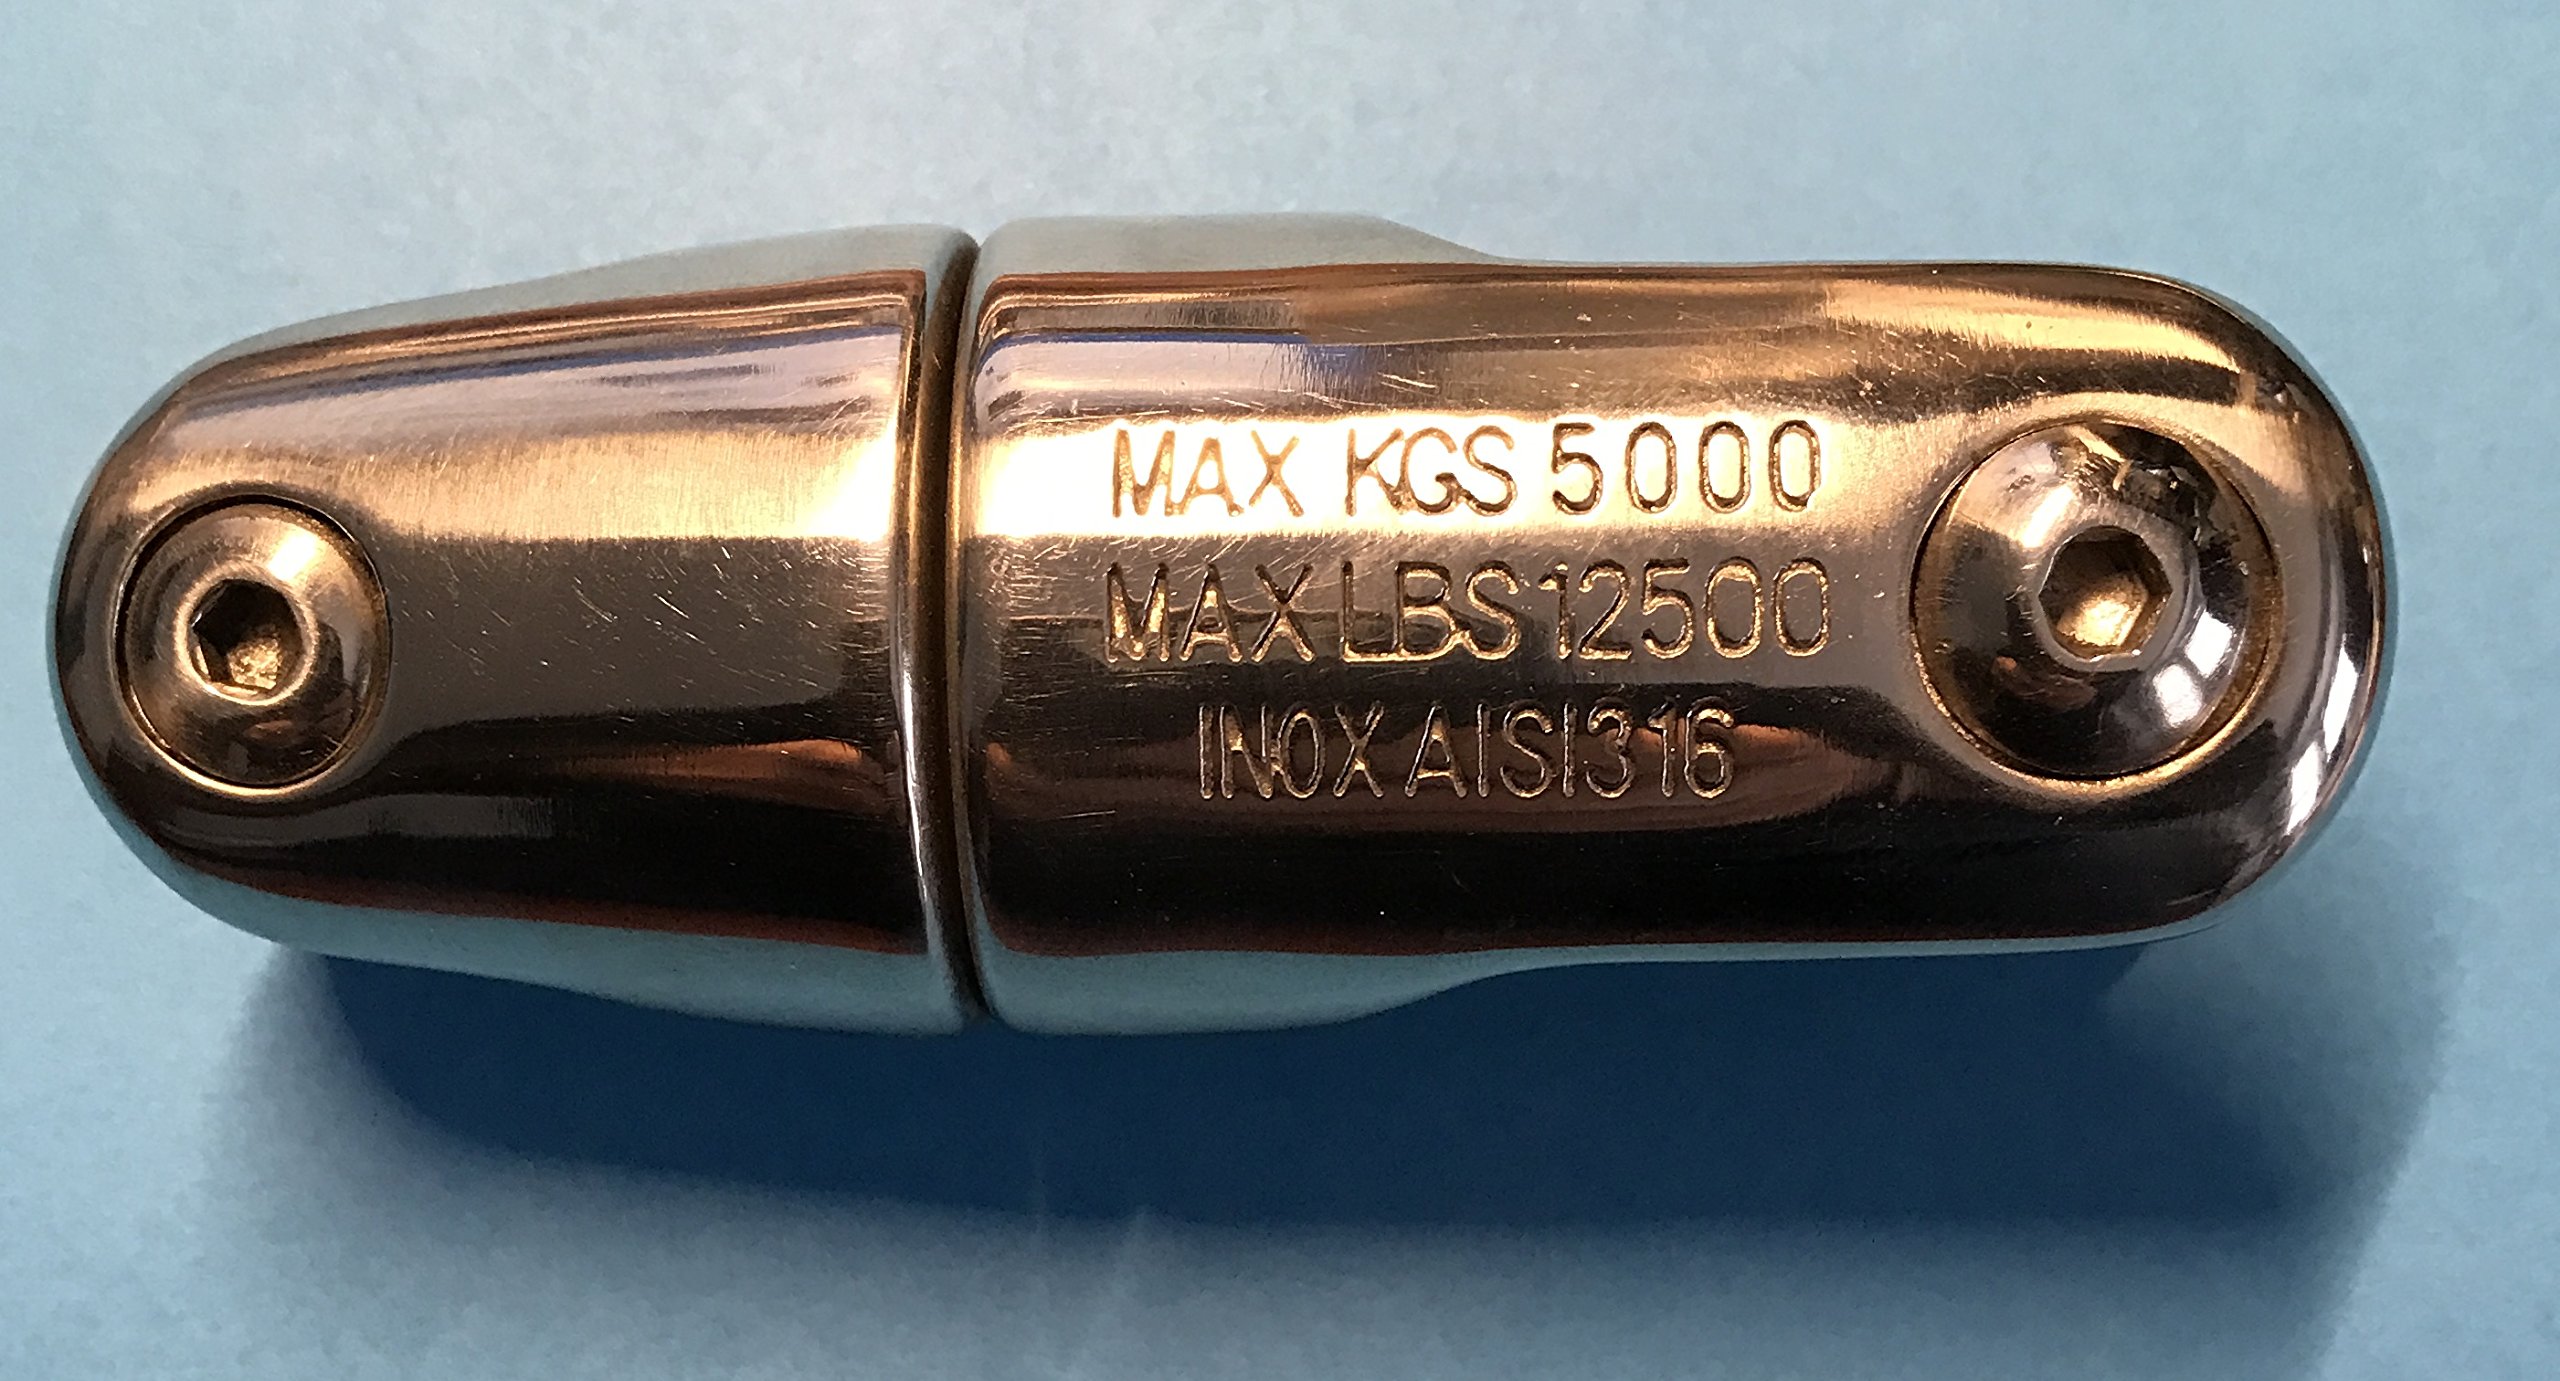 MAX KGS 5000
MAX LBS 12500
INOX AISI 316